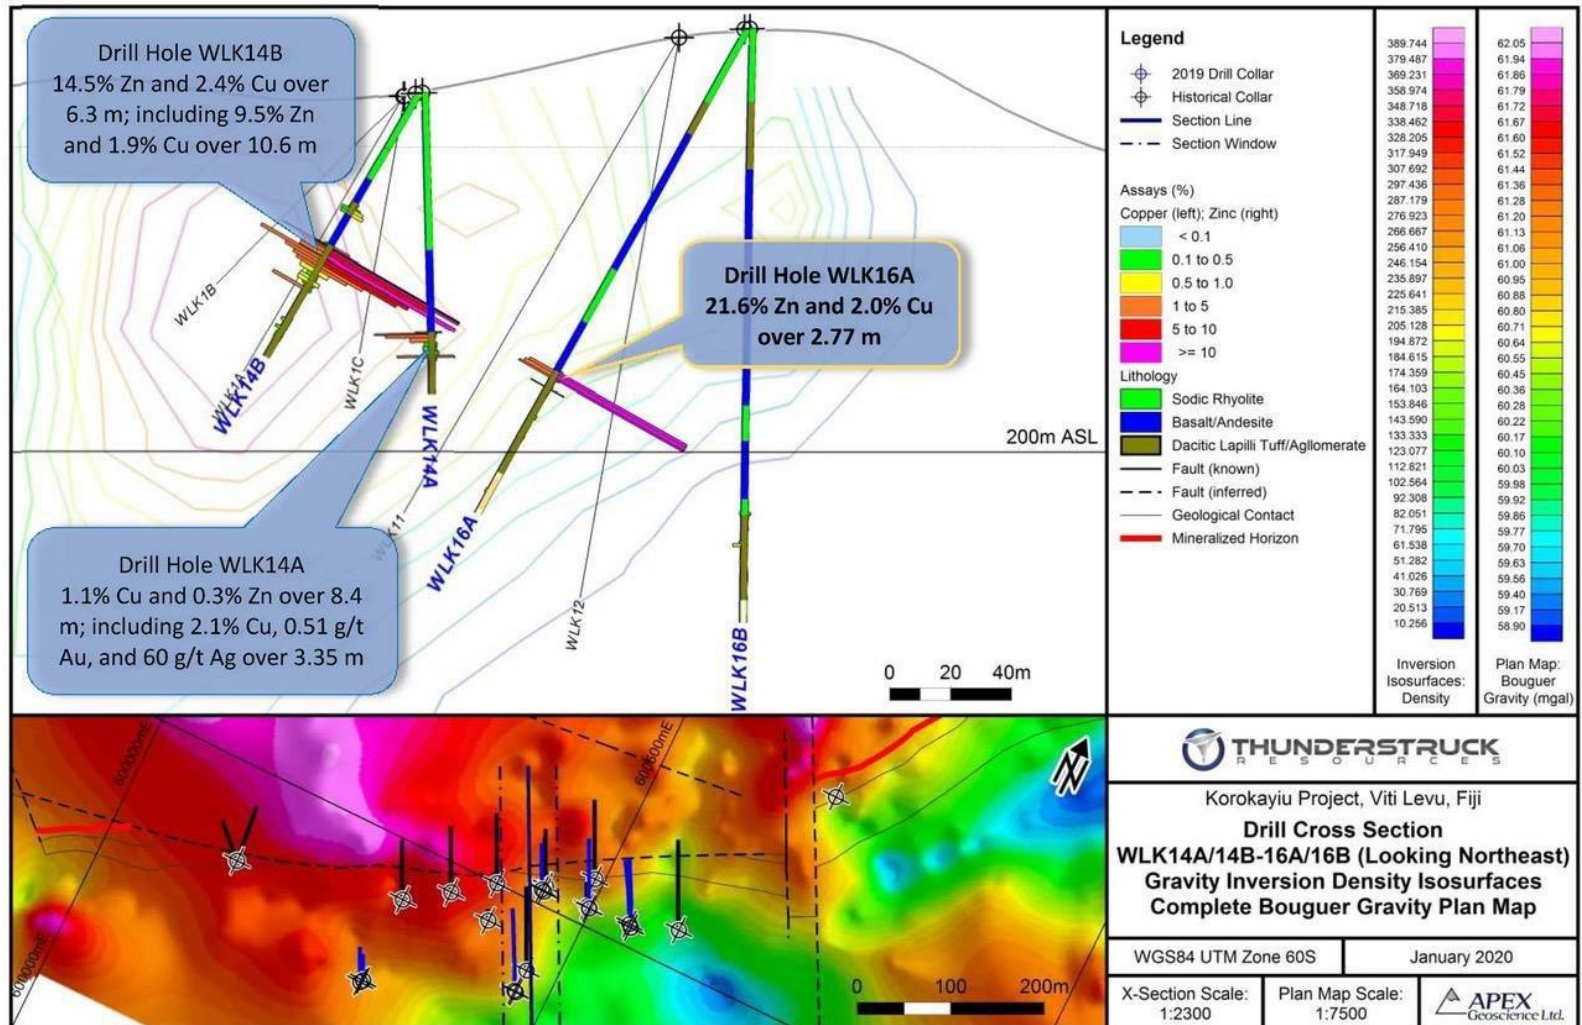 Drill Hole WLK14B
14.5% Zn and 2.4% Cu over
6.3 m; including 9.5% Zn
and 1.9% Cu over 10.6 m
Drill Hole WLK16A
21.6% Zn and 2.0% Cu
over 2.77 m
Drill Hole WLK14A
1.1% Cu and 0.3% Zn over 8.4
m; including 2.1% Cu, 0.51 g/t
Au, and 60 g/t Ag over 3.35 m
WLK1B
WLK1A
WLK14B
WLK1C
WLK14A
WLK11
WLK16A
WLK12
WLK16B
200m ASL
0 20 40m
Legend
2019 Drill Collar
Historical Collar
Section Line
Section Window
Assays (%)
Copper (left); Zinc (right)
< 0.1
0.1 to 0.5
0.5 to 1.0
1 to 5
5 to 10
>= 10
Lithology
Sodic Rhyolite
Basalt/Andesite
Dacitic Lapilli Tuff/Agllomerate
Fault (known)
Fault (inferred)
Geological Contact
Mineralized Horizon
389.744
379.487
369.231
358.974
348.718
338.462
328.205
317.949
307.692
297.436
287.179
276.923
266.667
256.410
246.154
235.897
225.641
215.385
205.128
194.872
184.615
174.359
164.103
153.846
143.590
133.333
123.077
112.821
102.564
92.308
82.051
71.795
61.538
51.282
41.026
30.769
20.513
10.256
Inversion
Isosurfaces:
Density
62.05
61.94
61.86
61.79
61.72
61.67
61.60
61.52
61.44
61.36
61.28
61.20
61.13
61.06
61.00
60.95
60.88
60.80
60.71
60.64
60.55
60.45
60.36
60.28
60.22
60.17
60.10
60.03
59.98
59.92
59.86
59.77
59.70
59.63
59.56
59.40
59.17
58.90
Plan Map:
Bouguer
Gravity (mgal)
N
0 100 200m
THUNDERSTRUCK
RESOURCES
Korokayiu Project, Viti Levu, Fiji
Drill Cross Section
WLK14A/14B-16A/16B (Looking Northeast)
Gravity Inversion Density Isosurfaces
Complete Bouguer Gravity Plan Map
WGS84 UTM Zone 60S
January 2020
X-Section Scale:
1:2300
Plan Map Scale:
1:7500
APEX
Geoscience Ltd.